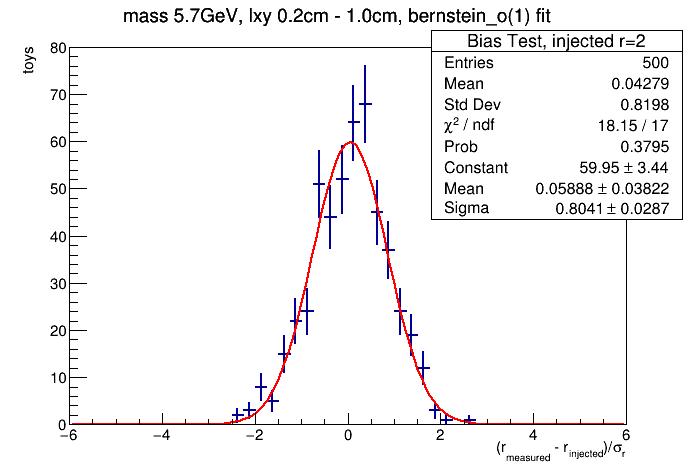 mass 5.7GeV, lxy 0.2cm - 1.0cm, bernstein_o(1) fit
Bias Test, injected r=2
Entries 500
Mean 0.04279
Std Dev 0.8198
χ² / ndf 18.15 / 17
Prob 0.3795
Constant 59.95 ± 3.44
Mean 0.05888 ± 0.03822
Sigma 0.8041 ± 0.0287
toys
80
70
60
50
40
30
20
10
0
−6 −4 −2 0 2 4 6
(r_measured - r_injected)/σ_r